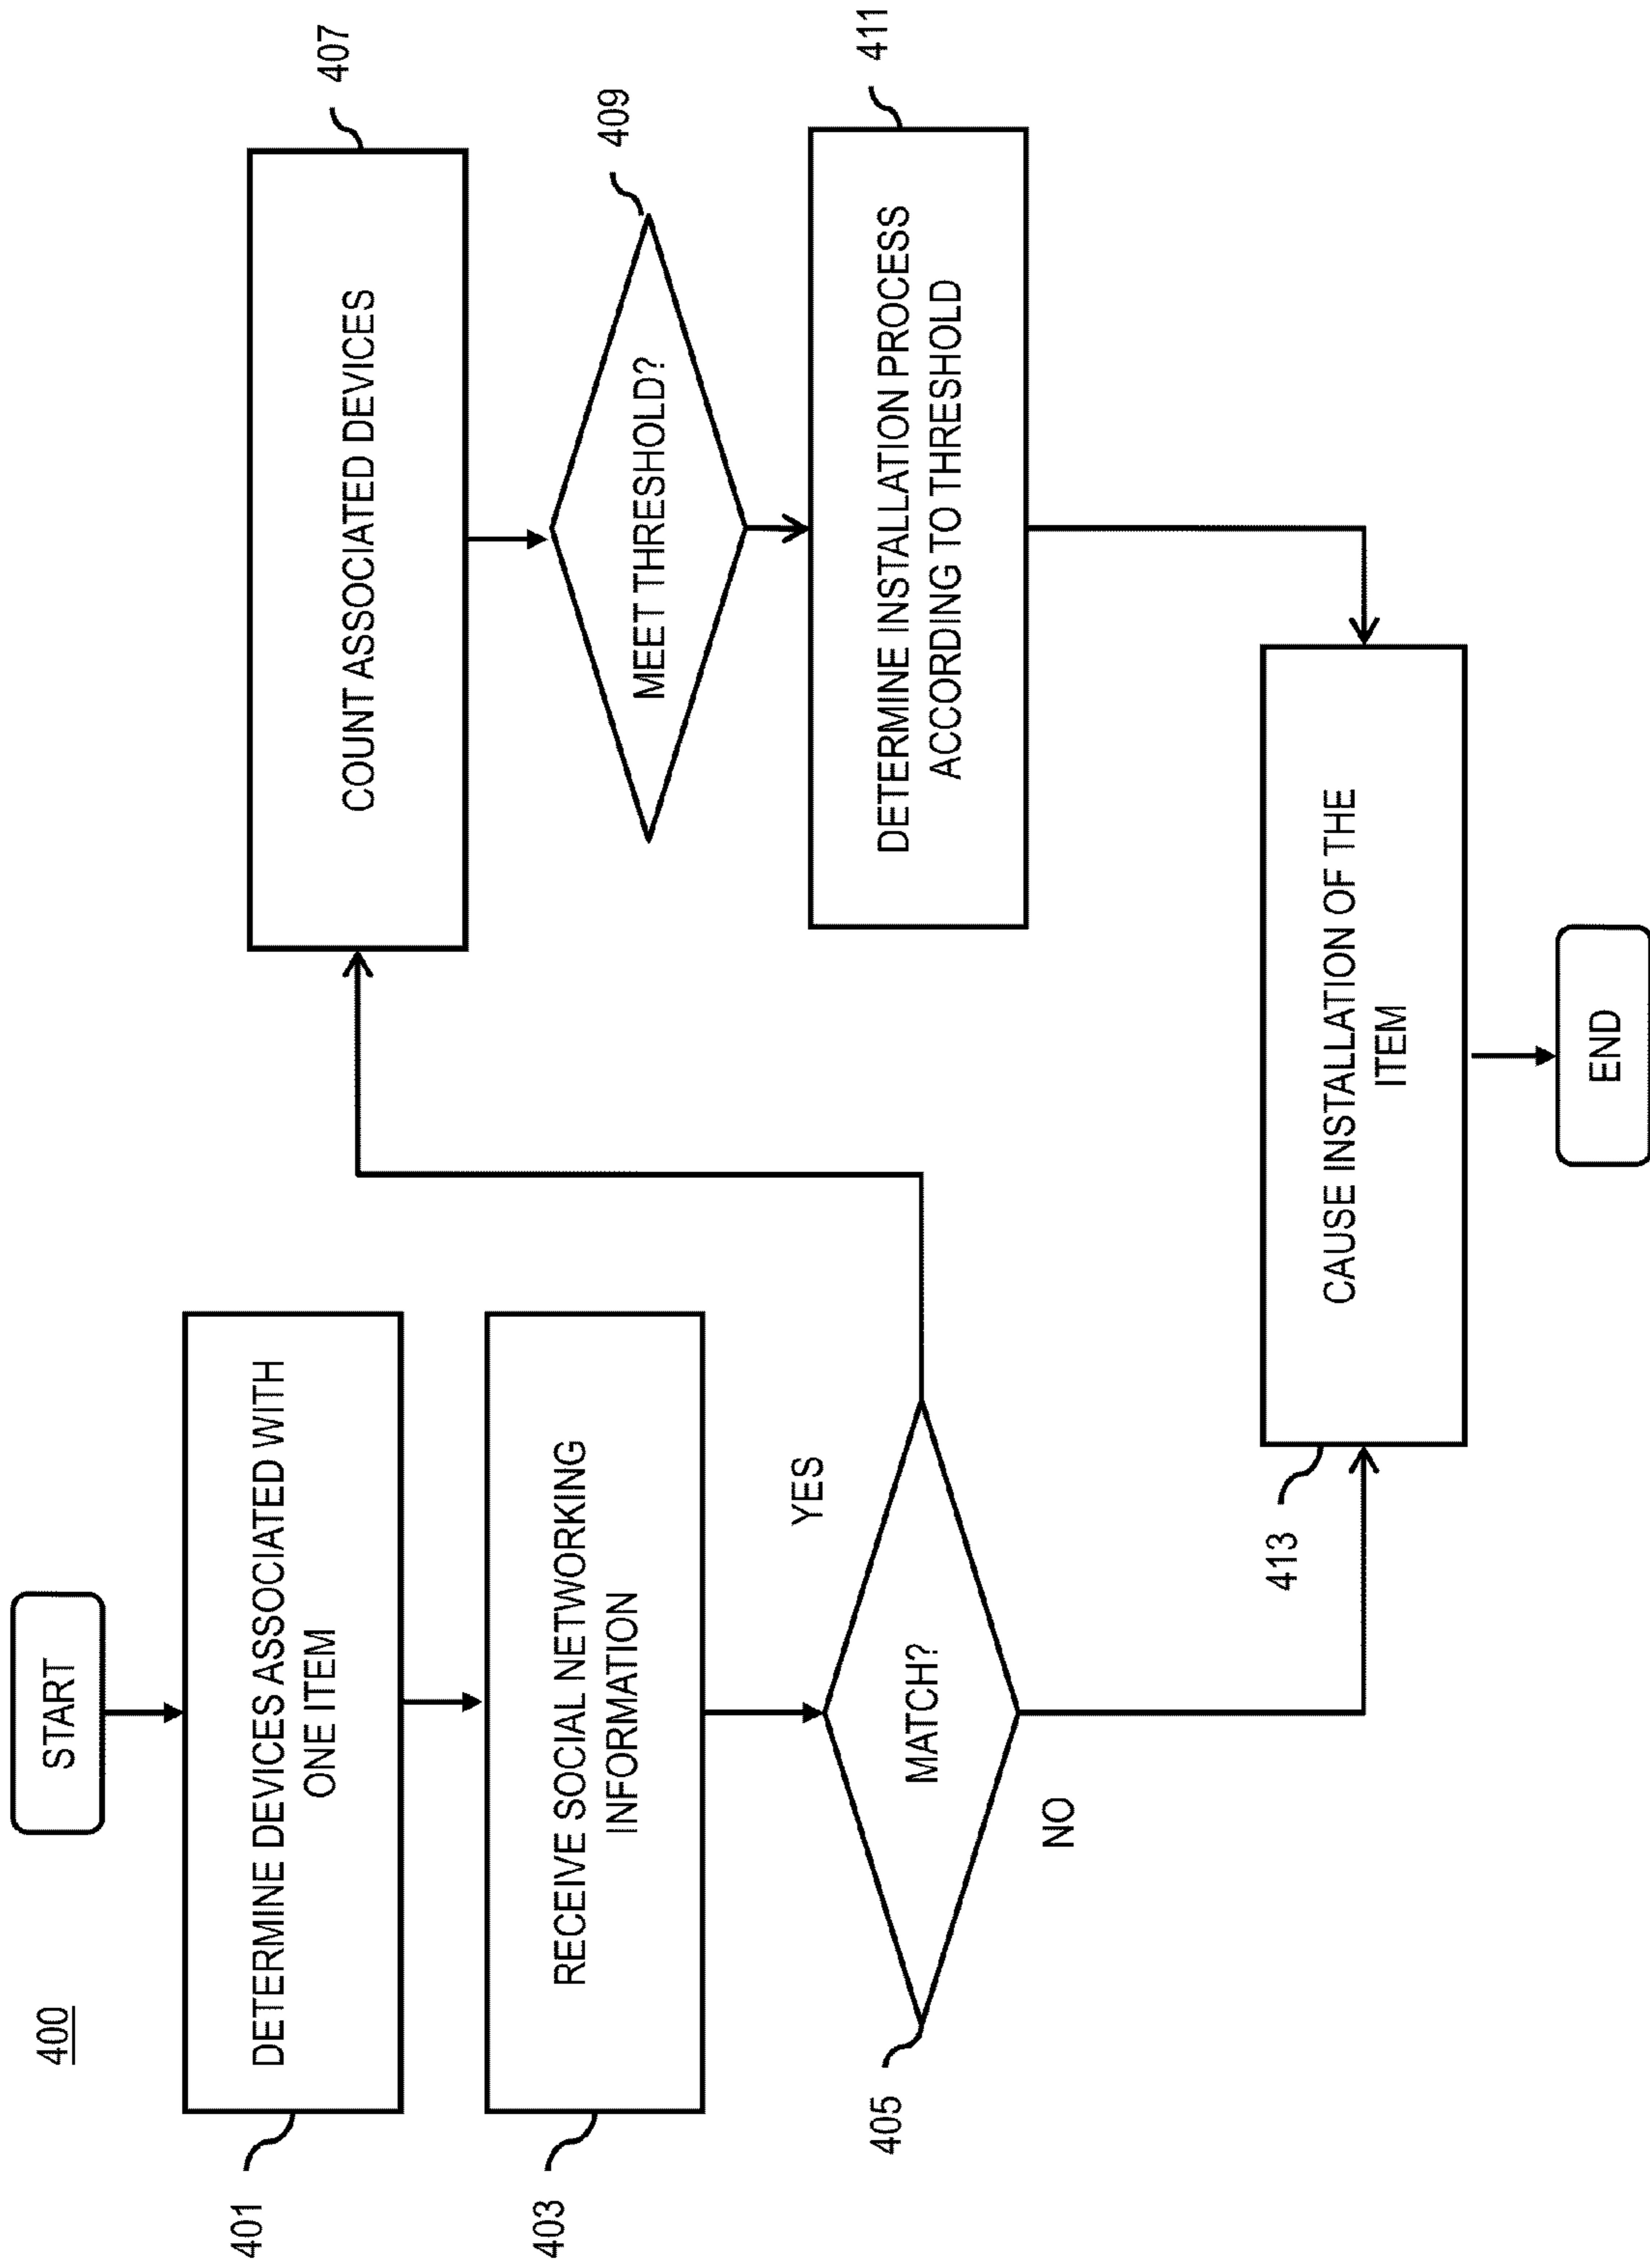 400
START
401
DETERMINE DEVICES ASSOCIATED WITH
ONE ITEM
403
RECEIVE SOCIAL NETWORKING
INFORMATION
405
MATCH?
YES
NO
407
COUNT ASSOCIATED DEVICES
409
MEET THRESHOLD?
411
DETERMINE INSTALLATION PROCESS
ACCORDING TO THRESHOLD
413
CAUSE INSTALLATION OF THE
ITEM
END